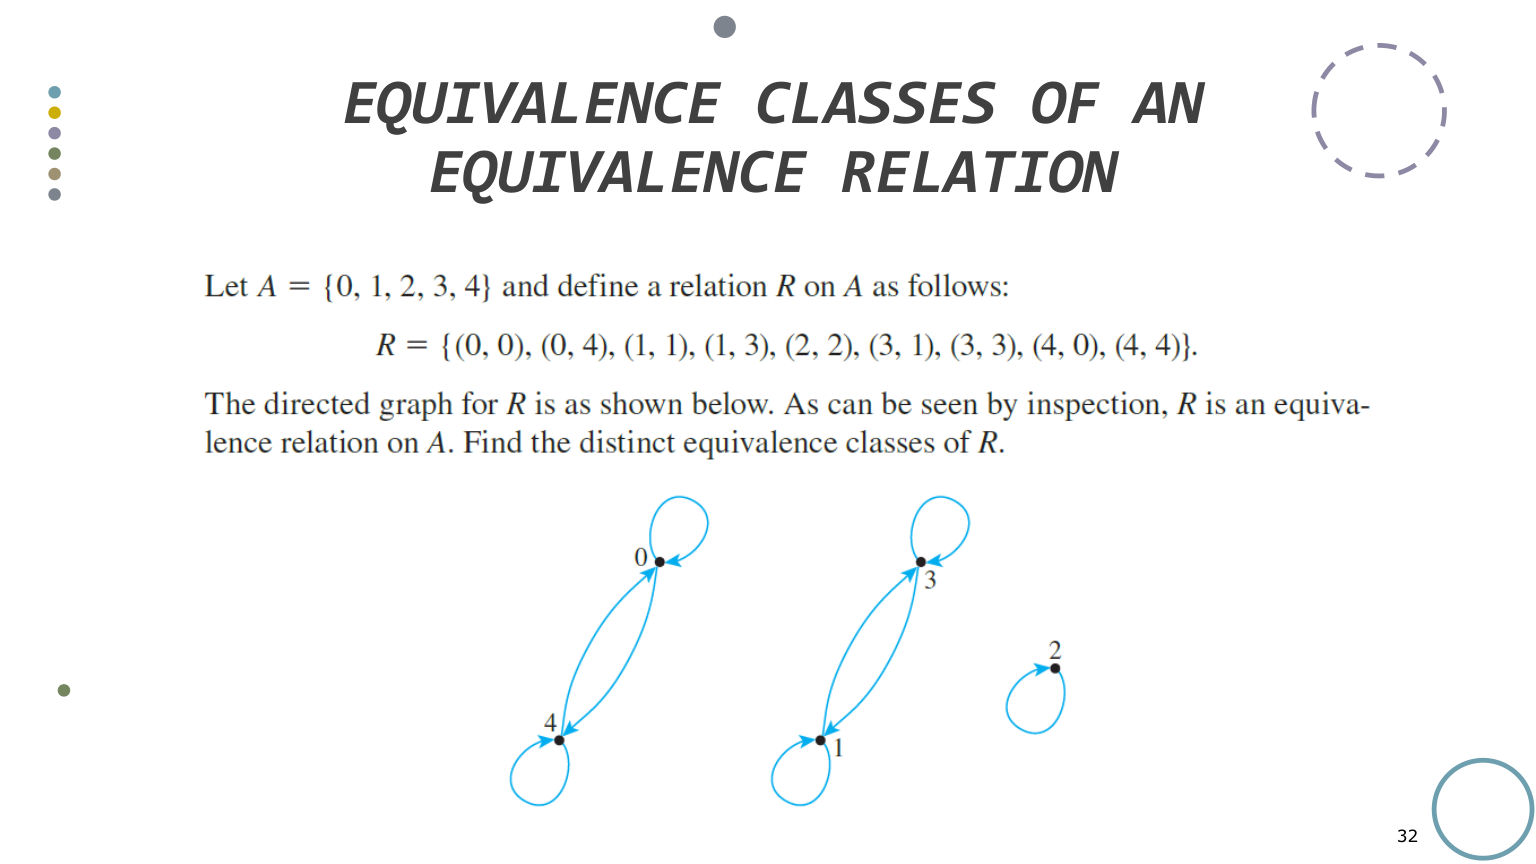 EQUIVALENCE CLASSES OF AN
EQUIVALENCE RELATION
Let A = {0, 1, 2, 3, 4} and define a relation R on A as follows:
R = {(0, 0), (0, 4), (1, 1), (1, 3), (2, 2), (3, 1), (3, 3), (4, 0), (4, 4)}.
The directed graph for R is as shown below. As can be seen by inspection, R is an equiva-
lence relation on A. Find the distinct equivalence classes of R.
0
3
2
4
1
32